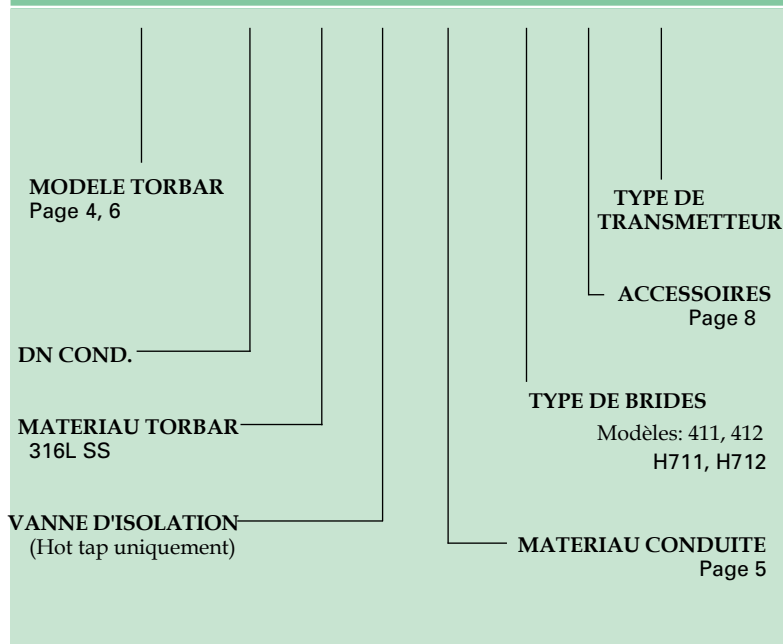 MODELE TORBAR
Page 4, 6
TYPE DE
TRANSMETTEUR
ACCESSOIRES
Page 8
DN COND.
TYPE DE BRIDES
Modèles: 411, 412
H711, H712
MATERIAU TORBAR
316L SS
VANNE D'ISOLATION
(Hot tap uniquement)
MATERIAU CONDUITE
Page 5